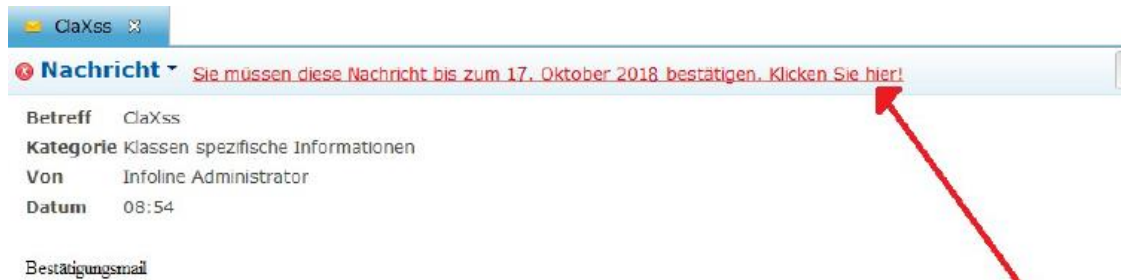 ClaXss
Nachricht Sie müssen diese Nachricht bis zum 17. Oktober 2018 bestätigen. Klicken Sie hier!
Betreff ClaXss
Kategorie Klassen spezifische Informationen
Von Infoline Administrator
Datum 08:54
Bestätigungsmail